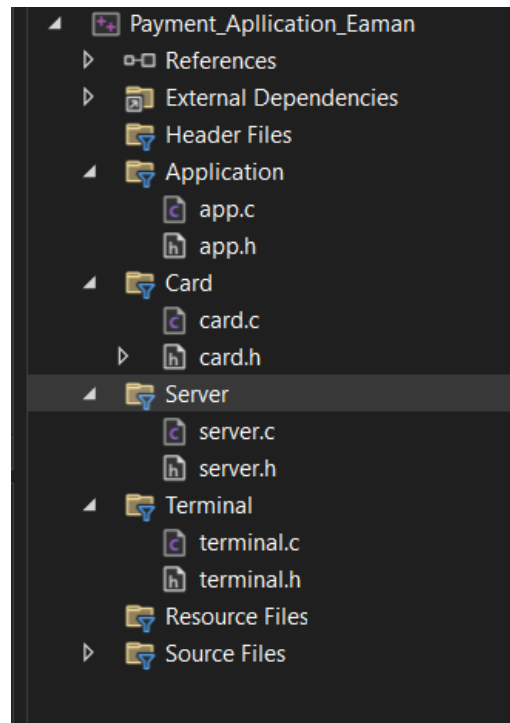 Payment_Apllication_Eaman
References
External Dependencies
Header Files
Application
app.c
app.h
Card
card.c
card.h
Server
server.c
server.h
Terminal
terminal.c
terminal.h
Resource Files
Source Files